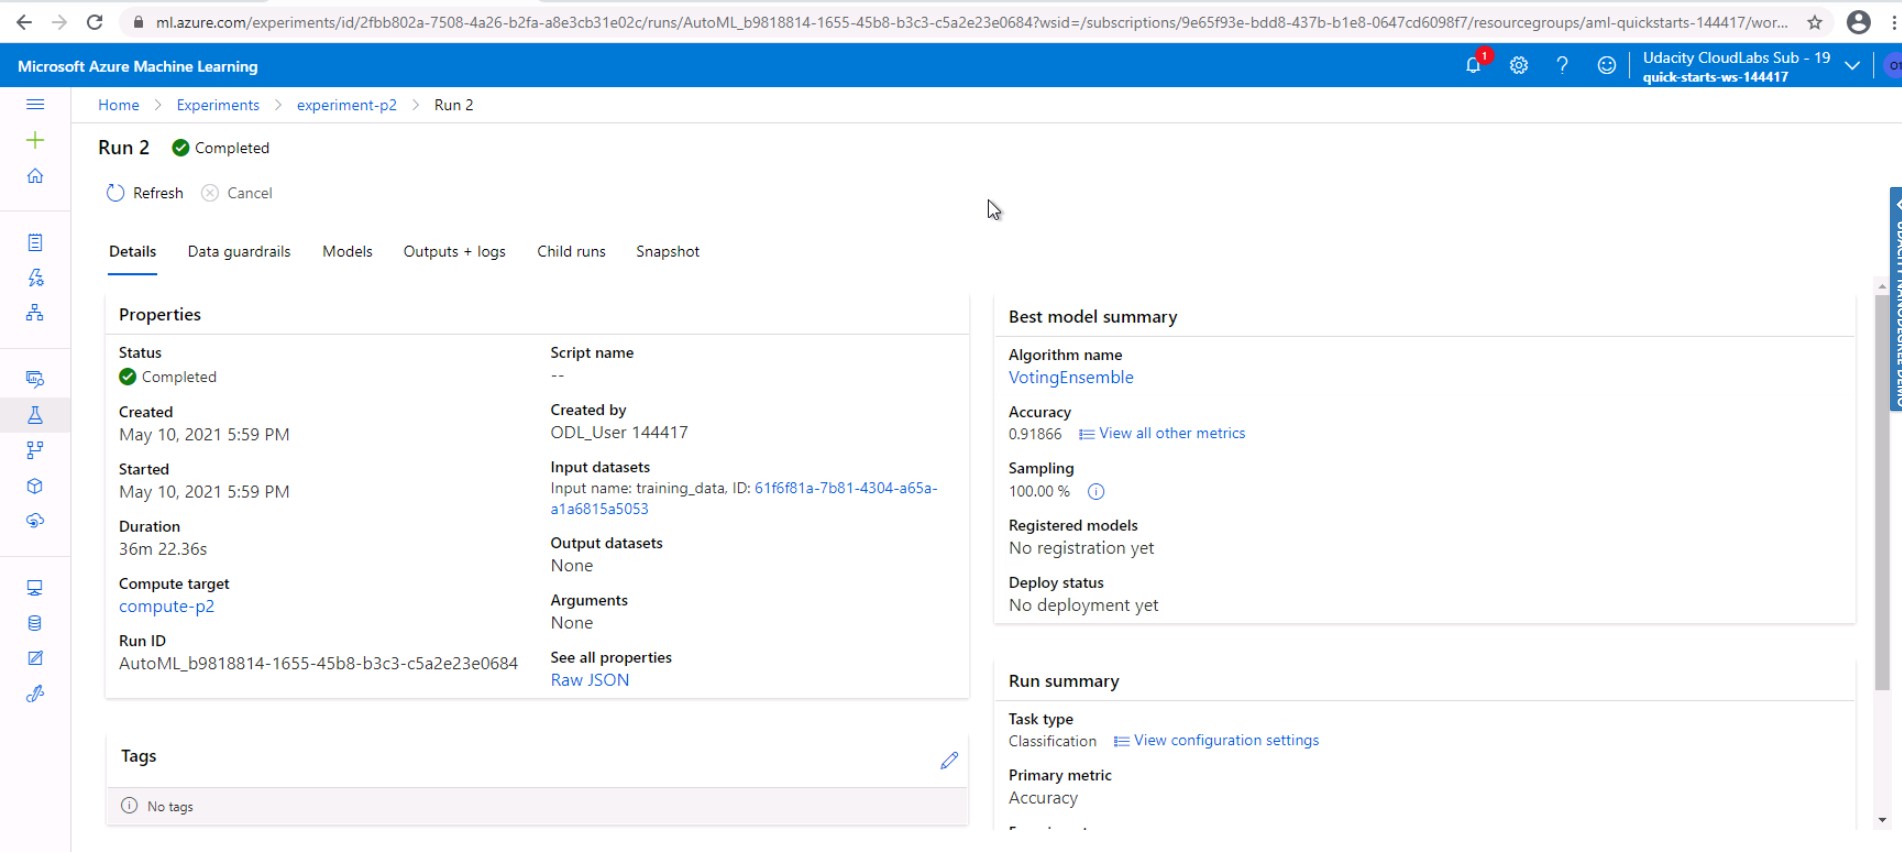 ml.azure.com/experiments/id/2fbb802a-7508-4a26-b2fa-a8e3cb31e02c/runs/AutoML_b9818814-1655-45b8-b3c3-c5a2e23e0684?wsid=/subscriptions/9e65f93e-bdd8-437b-b1e8-0647cd6098f7/resourcegroups/aml-quickstarts-144417/wor...
Microsoft Azure Machine Learning
1
Udacity CloudLabs Sub - 19
quick-starts-ws-144417
Home > Experiments > experiment-p2 > Run 2
Run 2 Completed
Refresh Cancel
Details Data guardrails Models Outputs + logs Child runs Snapshot
Properties
Status
Completed
Created
May 10, 2021 5:59 PM
Started
May 10, 2021 5:59 PM
Duration
36m 22.36s
Compute target
compute-p2
Run ID
AutoML_b9818814-1655-45b8-b3c3-c5a2e23e0684
Script name
--
Created by
ODL_User 144417
Input datasets
Input name: training_data, ID: 61f6f81a-7b81-4304-a65a-
a1a6815a5053
Output datasets
None
Arguments
None
See all properties
Raw JSON
Tags
No tags
Best model summary
Algorithm name
VotingEnsemble
Accuracy
0.91866 View all other metrics
Sampling
100.00 %
Registered models
No registration yet
Deploy status
No deployment yet
Run summary
Task type
Classification View configuration settings
Primary metric
Accuracy